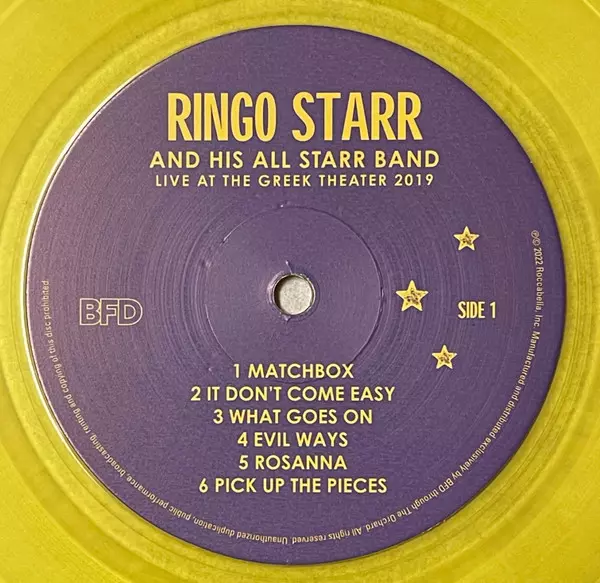 RINGO STARR
AND HIS ALL STARR BAND
LIVE AT THE GREEK THEATER 2019
BFD
SIDE 1
1 MATCHBOX
2 IT DON'T COME EASY
3 WHAT GOES ON
4 EVIL WAYS
5 ROSANNA
6 PICK UP THE PIECES
℗© 2022 Roccabella, Inc. Manufactured and distributed exclusively by BFD through The Orchard. All rights reserved. Unauthorized duplication, public performance, broadcasting renting and copying of this disc prohibited.